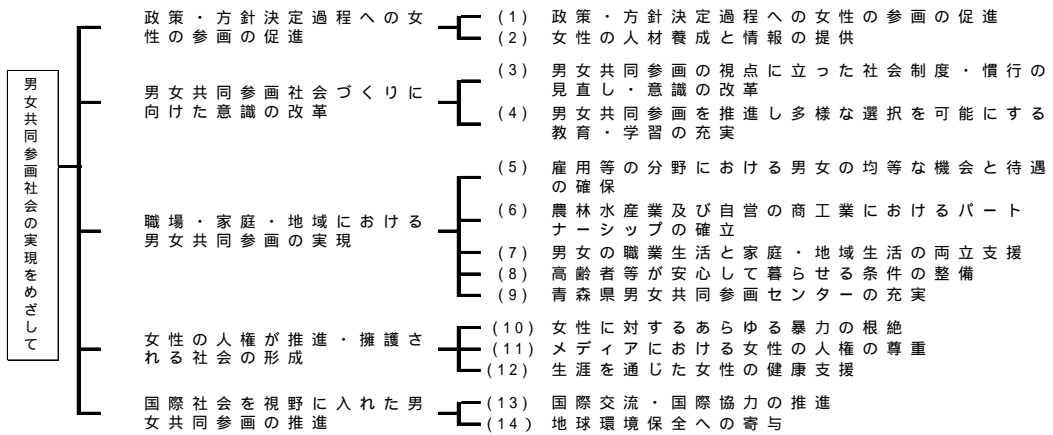 男女共同参画社会の実現をめざして
政策・方針決定過程への女
性の参画の促進
(1) 政策・方針決定過程への女性の参画の促進
(2) 女性の人材養成と情報の提供
男女共同参画社会づくりに
向けた意識の改革
(3) 男女共同参画の視点に立った社会制度・慣行の
見直し・意識の改革
(4) 男女共同参画を推進し多様な選択を可能にする
教育・学習の充実
職場・家庭・地域における
男女共同参画の実現
(5) 雇用等の分野における男女の均等な機会と待遇
の確保
(6) 農林水産業及び自営の商工業におけるパート
ナーシップの確立
(7) 男女の職業生活と家庭・地域生活の両立支援
(8) 高齢者等が安心して暮らせる条件の整備
(9) 青森県男女共同参画センターの充実
女性の人権が推進・擁護さ
れる社会の形成
(10) 女性に対するあらゆる暴力の根絶
(11) メディアにおける女性の人権の尊重
(12) 生涯を通じた女性の健康支援
国際社会を視野に入れた男
女共同参画の推進
(13) 国際交流・国際協力の推進
(14) 地球環境保全への寄与